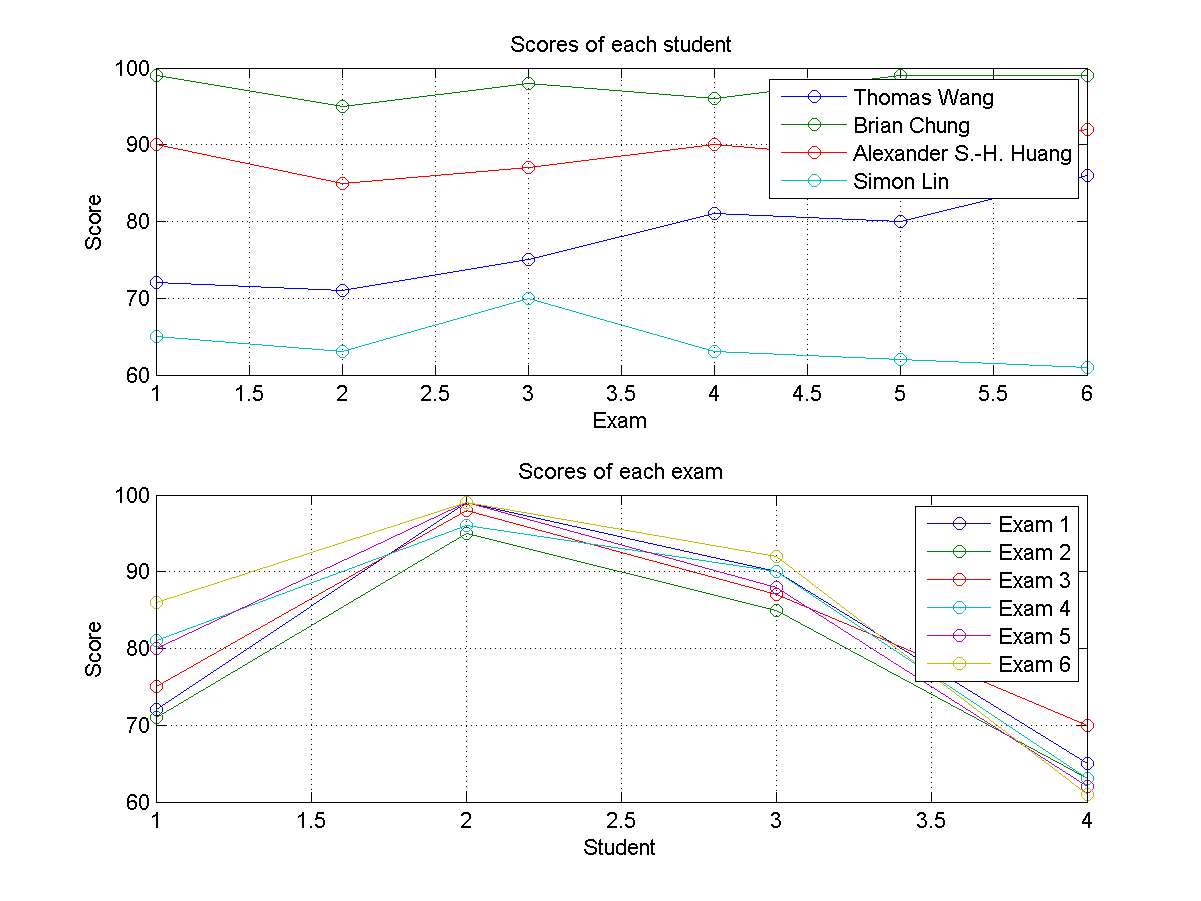 Scores of each student
100
90
80
70
60
Score
1 1.5 2 2.5 3 3.5 4 4.5 5 5.5 6
Exam
Thomas Wang
Brian Chung
Alexander S.-H. Huang
Simon Lin
Scores of each exam
100
90
80
70
60
Score
1 1.5 2 2.5 3 3.5 4
Student
Exam 1
Exam 2
Exam 3
Exam 4
Exam 5
Exam 6